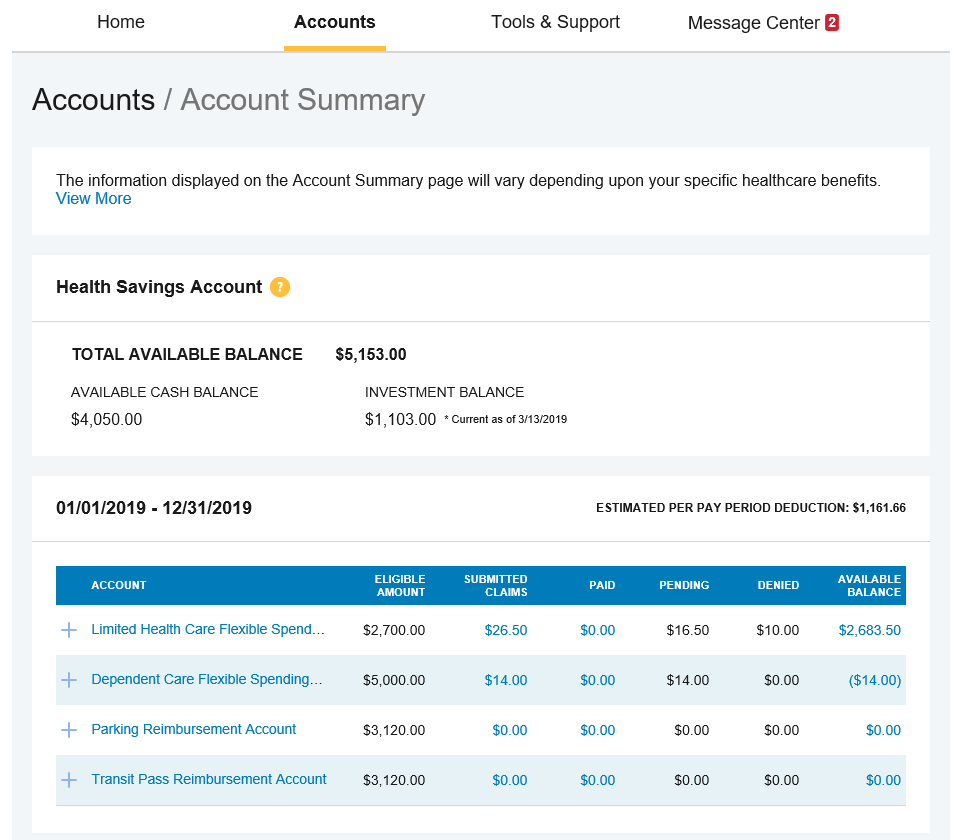 Home Accounts Tools & Support Message Center 2
Accounts / Account Summary
The information displayed on the Account Summary page will vary depending upon your specific healthcare benefits.
View More
Health Savings Account ?
TOTAL AVAILABLE BALANCE $5,153.00
AVAILABLE CASH BALANCE INVESTMENT BALANCE
$4,050.00 $1,103.00 * Current as of 3/13/2019
01/01/2019 - 12/31/2019 ESTIMATED PER PAY PERIOD DEDUCTION: $1,161.66
ACCOUNT ELIGIBLE AMOUNT SUBMITTED CLAIMS PAID PENDING DENIED AVAILABLE BALANCE
Limited Health Care Flexible Spend... $2,700.00 $26.50 $0.00 $16.50 $10.00 $2,683.50
Dependent Care Flexible Spending... $5,000.00 $14.00 $0.00 $14.00 $0.00 ($14.00)
Parking Reimbursement Account $3,120.00 $0.00 $0.00 $0.00 $0.00 $0.00
Transit Pass Reimbursement Account $3,120.00 $0.00 $0.00 $0.00 $0.00 $0.00